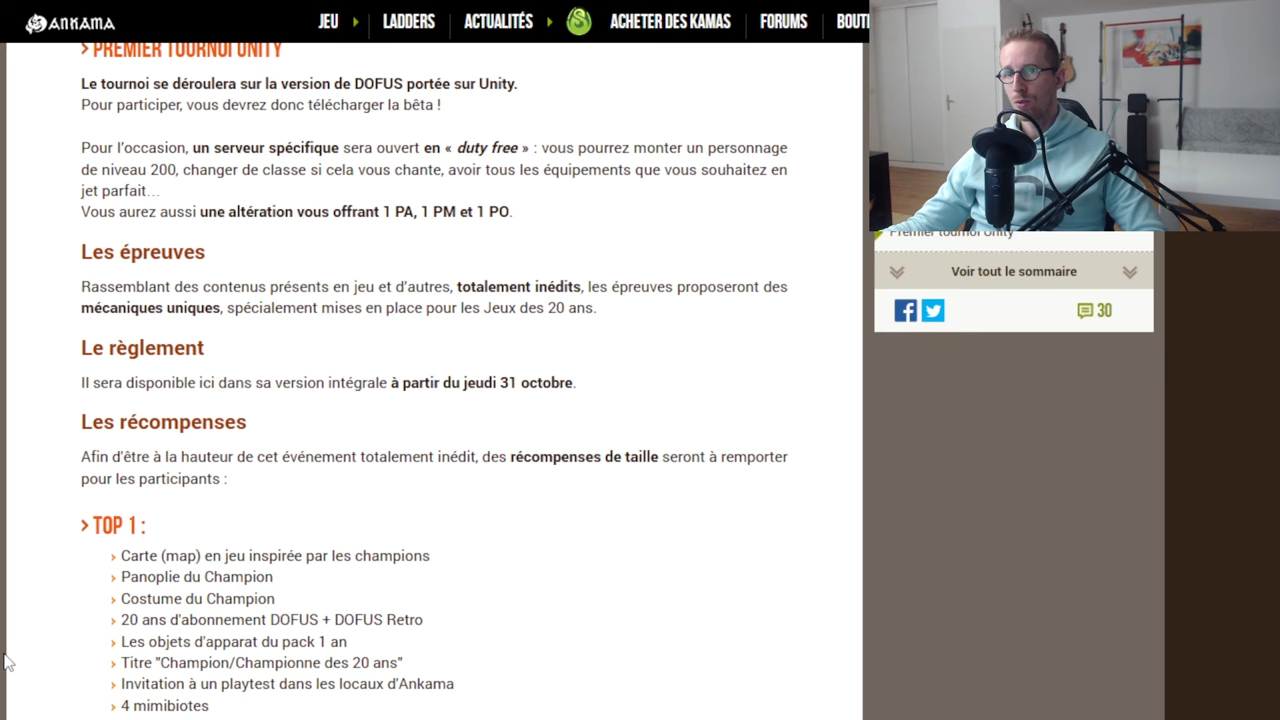 ANKAMA
JEU
LADDERS
ACTUALITÉS
ACHETER DES KAMAS
FORUMS
BOUTI
> PREMIER TOURNOI UNITY
Le tournoi se déroulera sur la version de DOFUS portée sur Unity.
Pour participer, vous devrez donc télécharger la bêta !
Pour l'occasion, un serveur spécifique sera ouvert en « duty free » : vous pourrez monter un personnage
de niveau 200, changer de classe si cela vous chante, avoir tous les équipements que vous souhaitez en
jet parfait…
Vous aurez aussi une altération vous offrant 1 PA, 1 PM et 1 PO.
Les épreuves
Rassemblant des contenus présents en jeu et d'autres, totalement inédits, les épreuves proposeront des
mécaniques uniques, spécialement mises en place pour les Jeux des 20 ans.
Le règlement
Il sera disponible ici dans sa version intégrale à partir du jeudi 31 octobre.
Les récompenses
Afin d'être à la hauteur de cet événement totalement inédit, des récompenses de taille seront à remporter
pour les participants :
> TOP 1 :
› Carte (map) en jeu inspirée par les champions
› Panoplie du Champion
› Costume du Champion
› 20 ans d'abonnement DOFUS + DOFUS Retro
› Les objets d'apparat du pack 1 an
› Titre "Champion/Championne des 20 ans"
› Invitation à un playtest dans les locaux d'Ankama
› 4 mimibiotes
Premier tournoi Unity
Voir tout le sommaire
30